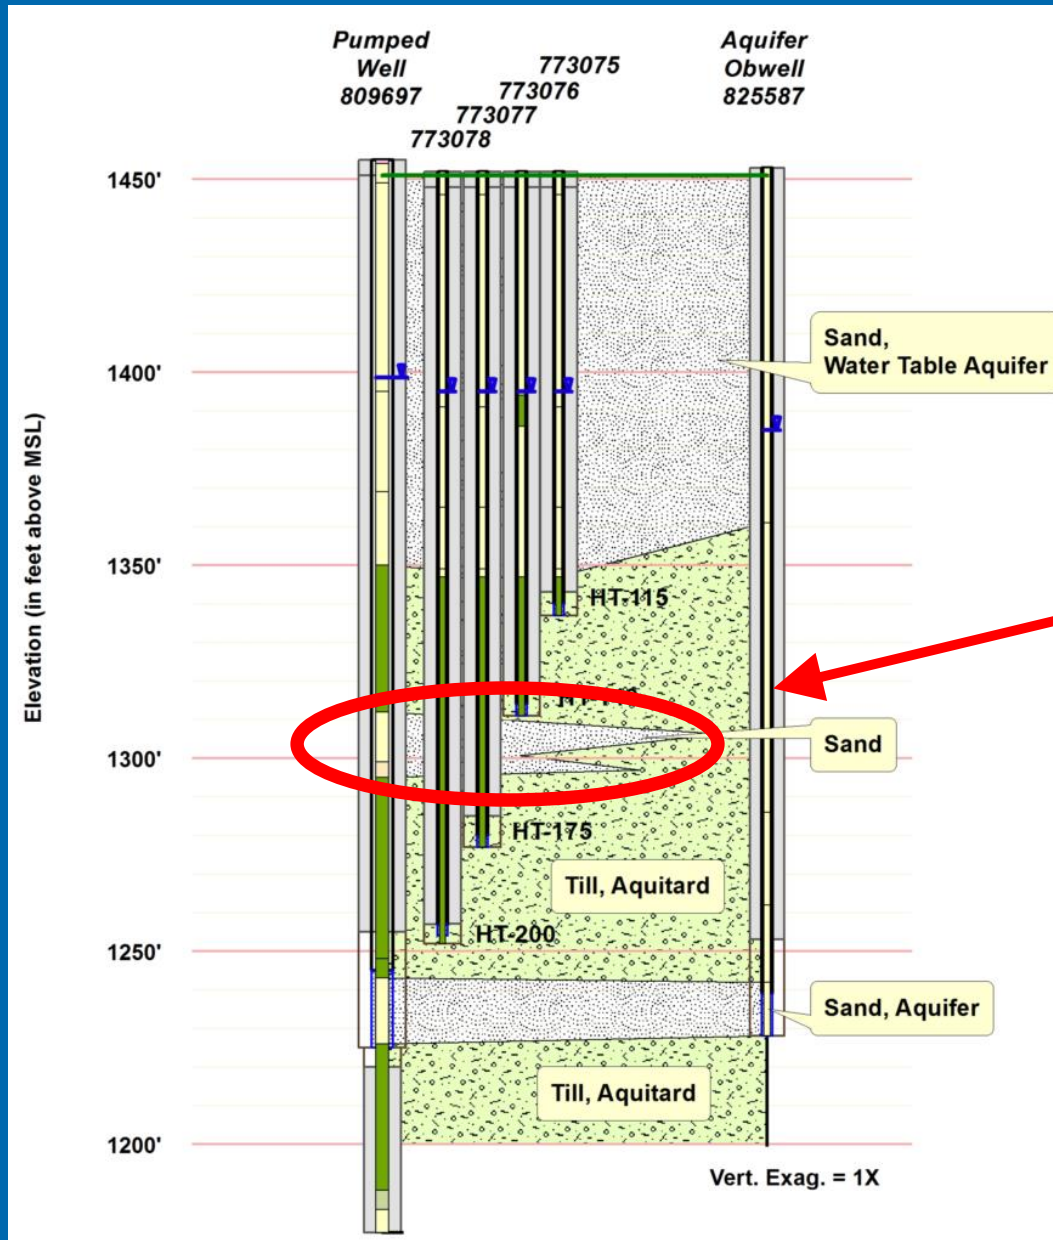 Pumped
Well
809697
773078
773077
773076
773075
Aquifer
Obwell
825587
Elevation (in feet above MSL)
1450'
1400'
1350'
1300'
1250'
1200'
Sand,
Water Table Aquifer
HT-115
Sand
HT-175
Till, Aquitard
HT-200
Sand, Aquifer
Till, Aquitard
Vert. Exag. = 1X